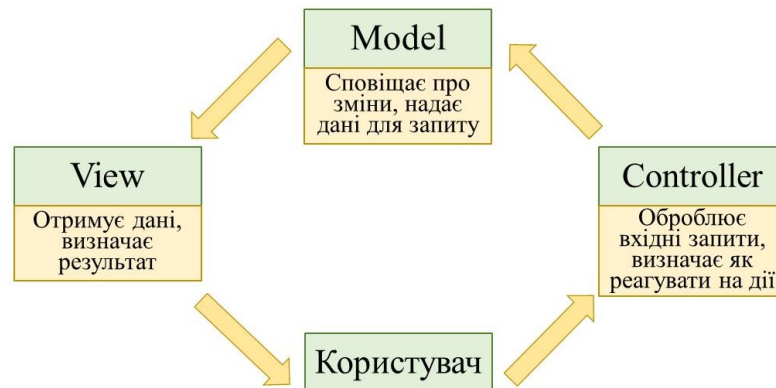 Model
Сповіщає про
зміни, надає
дані для запиту
View
Отримує дані,
визначає
результат
Controller
Оброблює
вхідні запити,
визначає як
реагувати на дії
Користувач